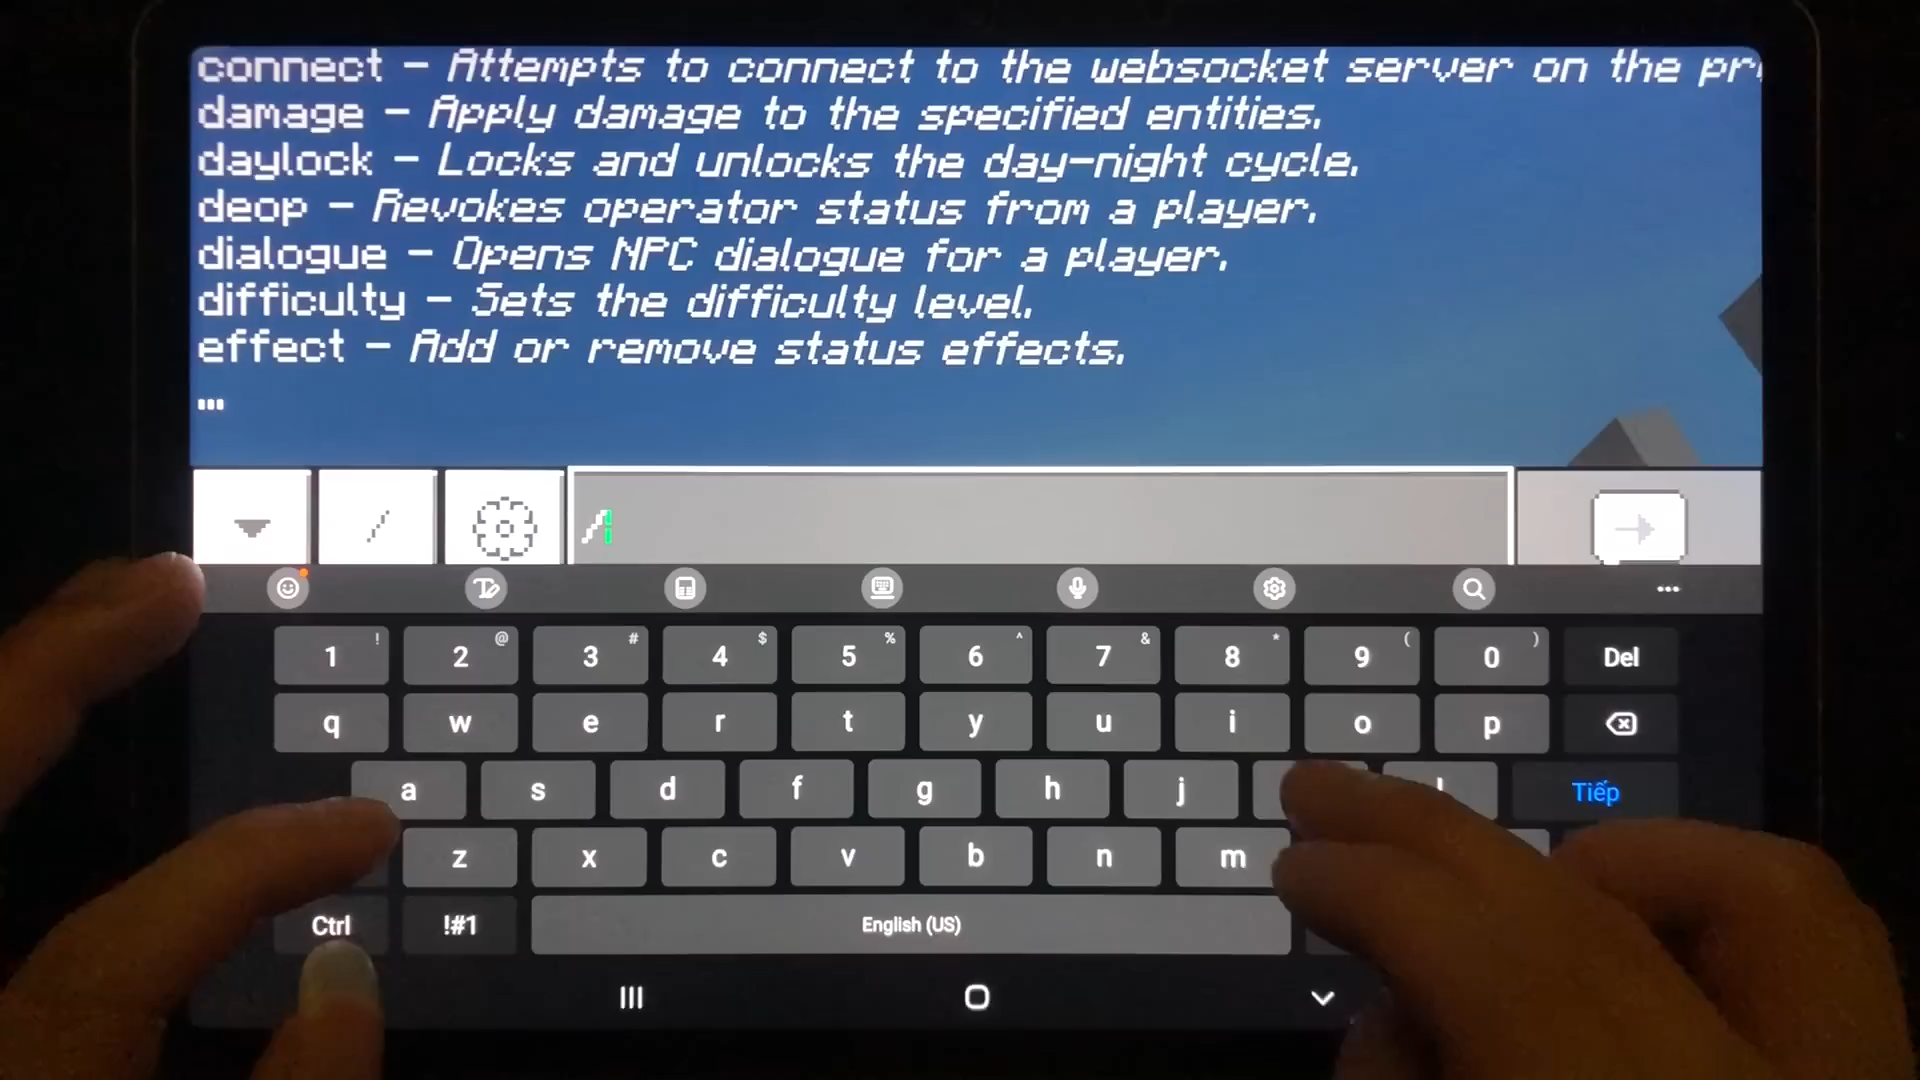 connect - Attempts to connect to the websocket server on the
damage - Apply damage to the specified entities.
daylock - Locks and unlocks the day-night cycle.
deop - Revokes operator status from a player.
dialogue - Opens NPC dialogue for a player.
difficulty - Sets the difficulty level.
effect - Add or remove status effects.
...
/
/
1 ! 2 @ 3 # 4 $ 5 % 6 ^ 7 & 8 * 9 ( 0 ) Del
q w e r t y u i o p
a s d f g h j Tiếp
z x c v b n m
Ctrl !#1 English (US)